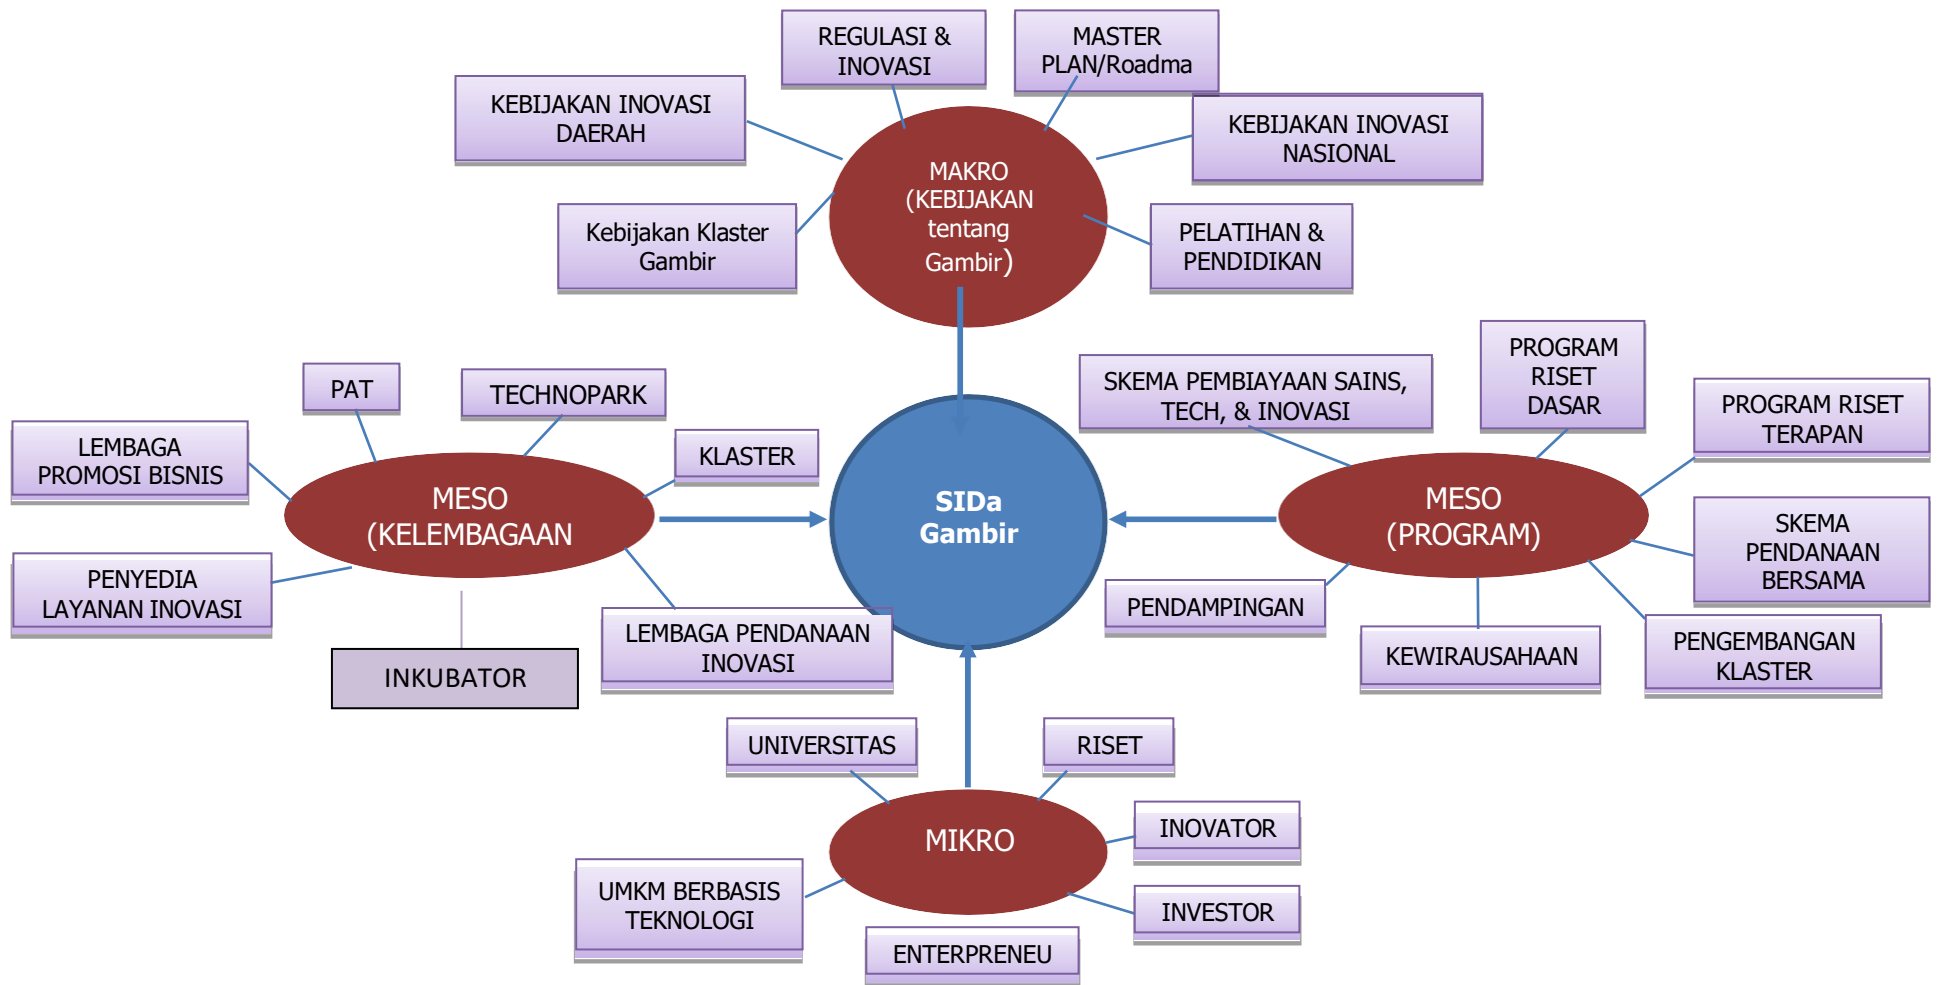 REGULASI &
INOVASI
MASTER
PLAN/Roadma
KEBIJAKAN INOVASI
DAERAH
KEBIJAKAN INOVASI
NASIONAL
MAKRO
(KEBIJAKAN
tentang
Gambir)
Kebijakan Klaster
Gambir
PELATIHAN &
PENDIDIKAN
PAT
TECHNOPARK
LEMBAGA
PROMOSI BISNIS
KLASTER
MESO
(KELEMBAGAAN
PENYEDIA
LAYANAN INOVASI
INKUBATOR
LEMBAGA PENDANAAN
INOVASI
SIDa
Gambir
SKEMA PEMBIAYAAN SAINS,
TECH, & INOVASI
PROGRAM
RISET
DASAR
PROGRAM RISET
TERAPAN
MESO
(PROGRAM)
SKEMA
PENDANAAN
BERSAMA
PENDAMPINGAN
KEWIRAUSAHAAN
PENGEMBANGAN
KLASTER
UNIVERSITAS
RISET
MIKRO
INOVATOR
UMKM BERBASIS
TEKNOLOGI
INVESTOR
ENTERPRENEU